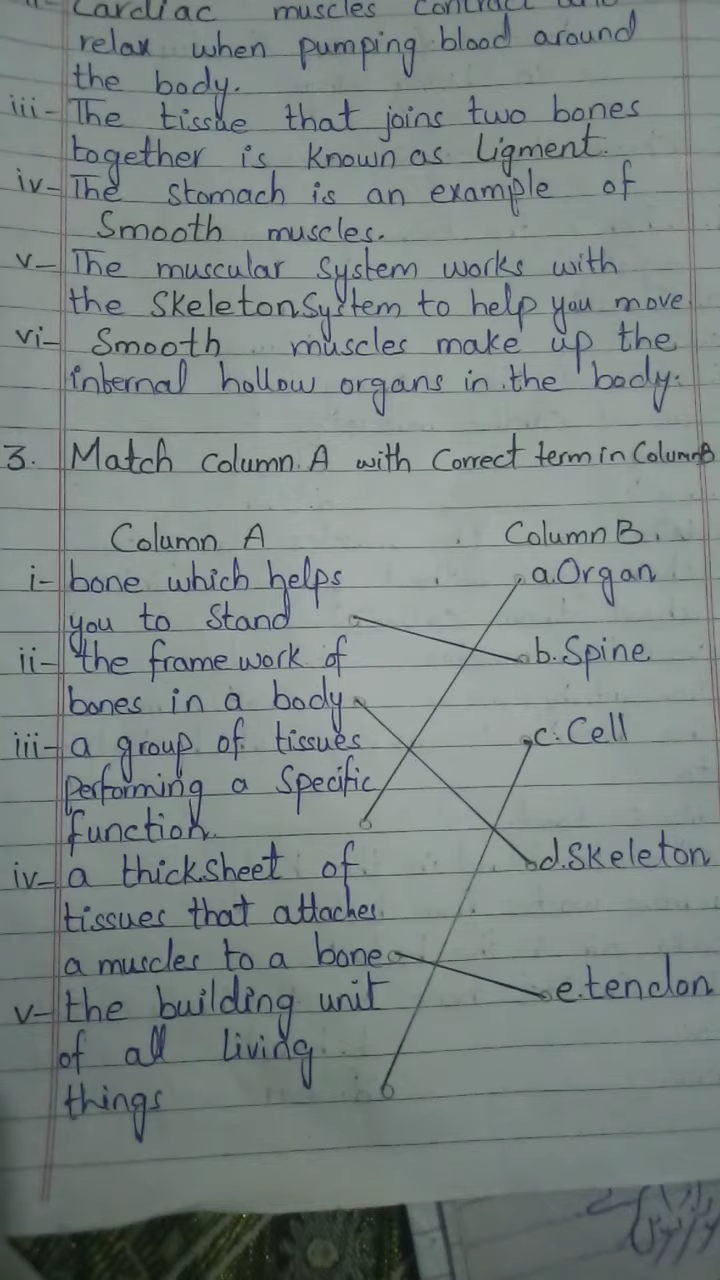 ii- Cardiac muscles contract and
relax when pumping blood around
the body.
iii- The tissue that joins two bones
together is known as Ligment.
iv- The stomach is an example of
Smooth muscles.
v- The muscular system works with
the Skeleton System to help you move
vi- Smooth muscles make up the
internal hollow organs in the body.
3. Match Column A with Correct term in Column B
Column A Column B.
i- bone which helps a. Organ
you to Stand
ii- the frame work of b. Spine
bones in a body
iii- a group of tissues c. Cell
Performing a Specific
function.
iv- a thick sheet of d. Skeleton
tissues that attaches
a muscles to a bone
v- the building unit e. tendon
of all living
things